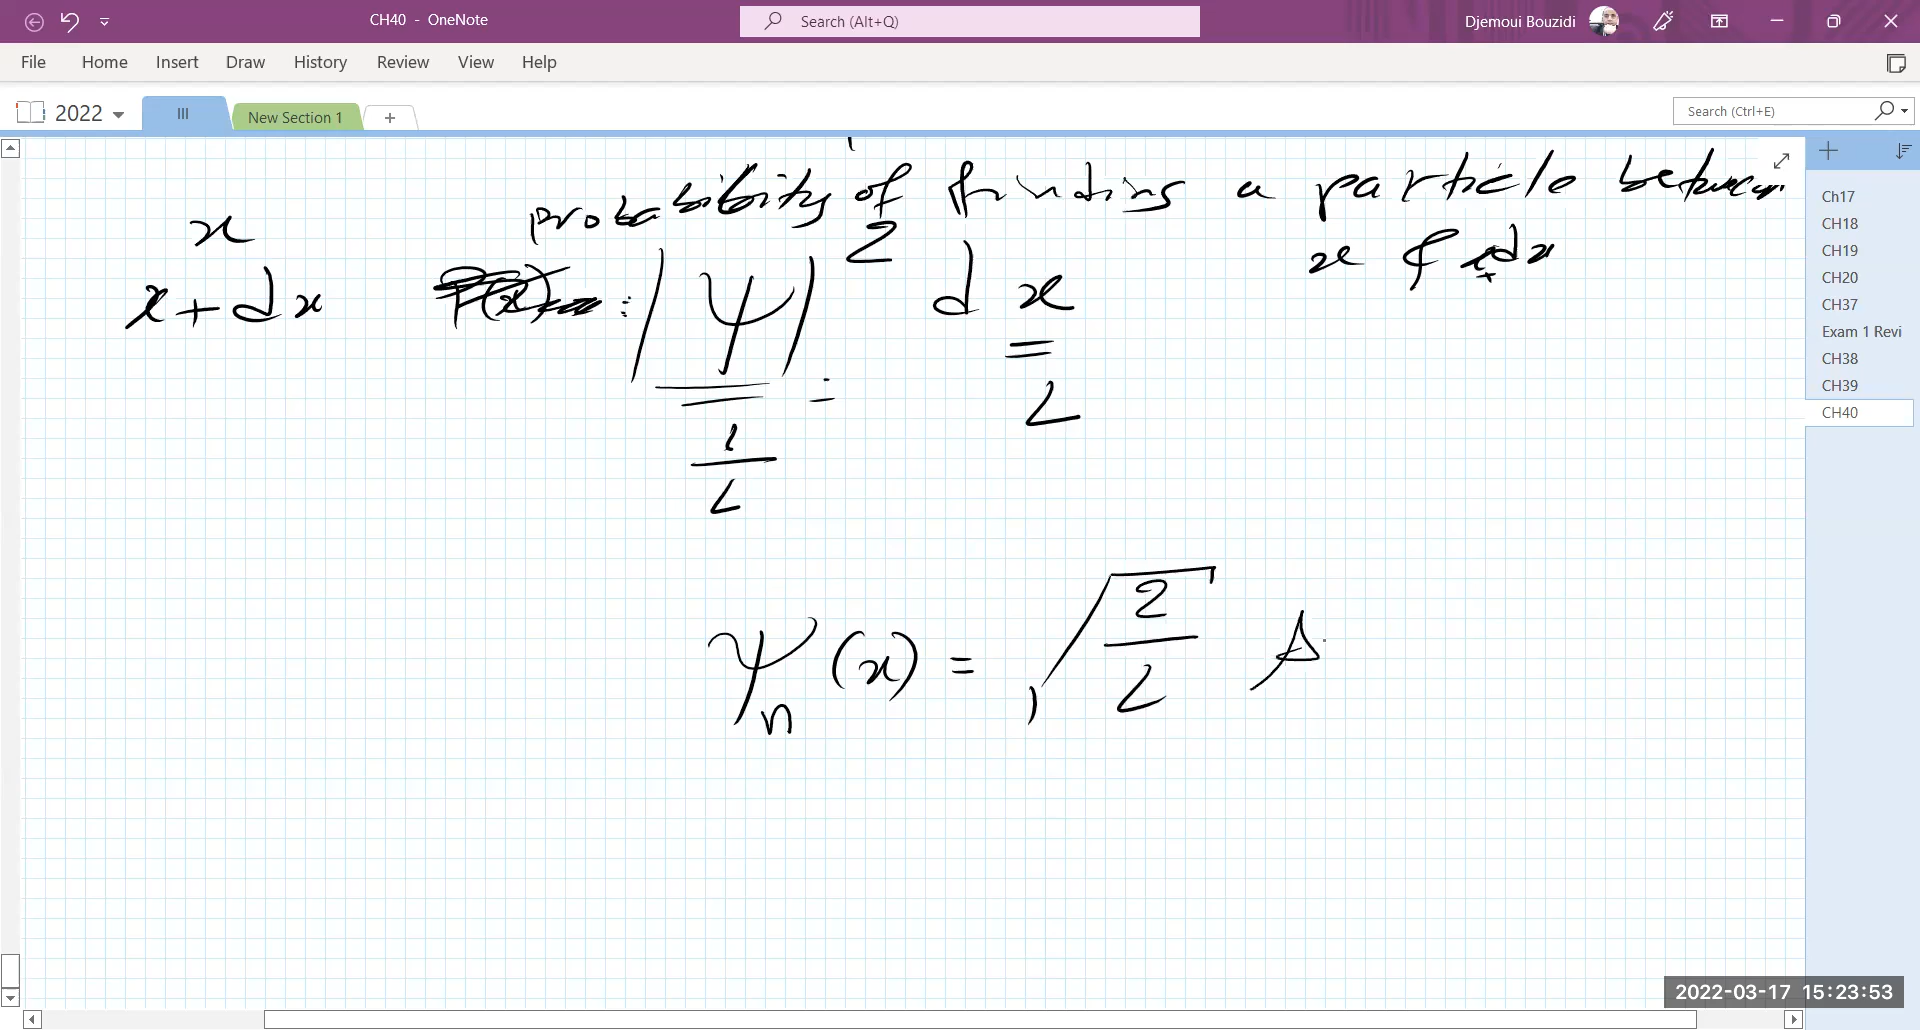 CH40 - OneNote
Search (Alt+Q)
Djemoui Bouzidi
File Home Insert Draw History Review View Help
2022
III
New Section 1
+
Search (Ctrl+E)
Ch17
CH18
CH19
CH20
CH37
Exam 1 Revi
CH38
CH39
CH40
probability of finding a particle between
x & x+dx
x
x + dx
|ψ|² dx
= =
1/L
L
ψn(x) = √2/L s
2022-03-17 15:23:53